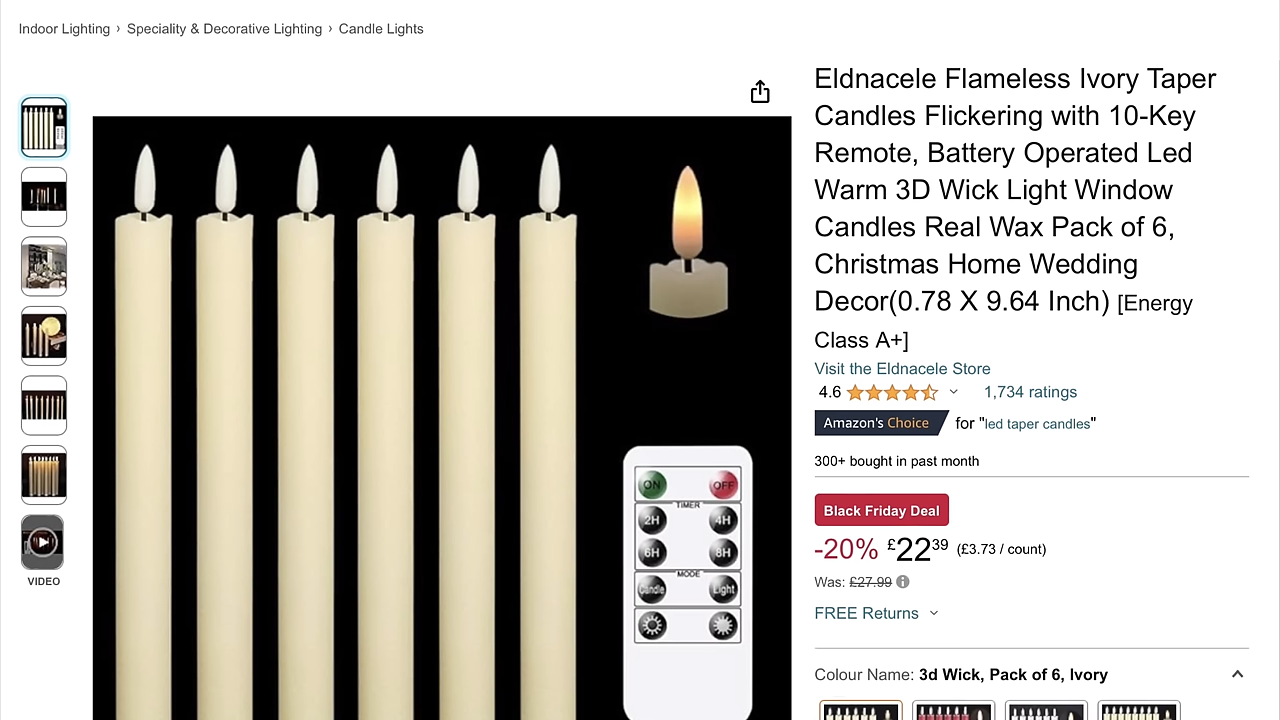 Indoor Lighting › Speciality & Decorative Lighting › Candle Lights
Eldnacele Flameless Ivory Taper
Candles Flickering with 10-Key
Remote, Battery Operated Led
Warm 3D Wick Light Window
Candles Real Wax Pack of 6,
Christmas Home Wedding
Decor(0.78 X 9.64 Inch) [Energy
Class A+]
Visit the Eldnacele Store
4.6 1,734 ratings
Amazon's Choice for "led taper candles"
300+ bought in past month
Black Friday Deal
-20% £2239 (£3.73 / count)
Was: £27.99
FREE Returns
Colour Name: 3d Wick, Pack of 6, Ivory
VIDEO
ON OFF
TIMER
2H 4H
6H 8H
MODE
Candle Light